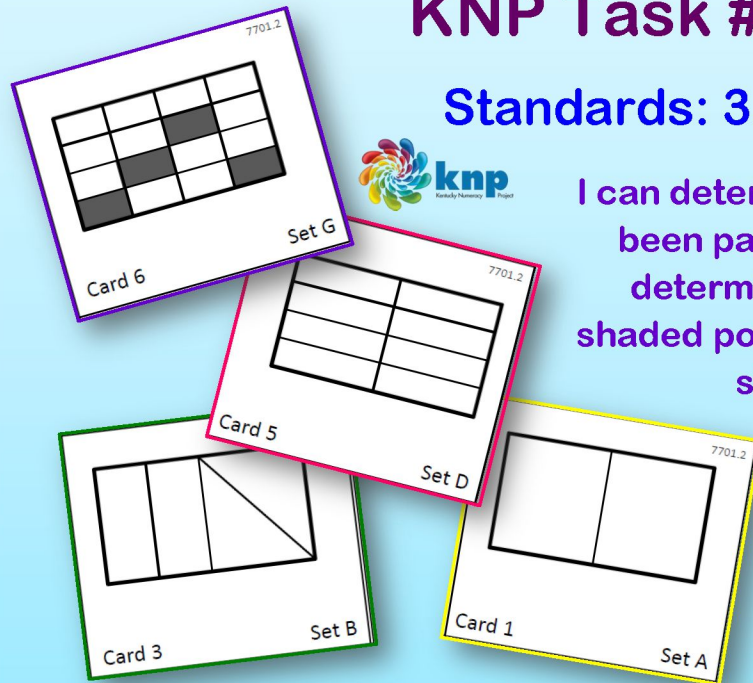 KNP Task #
Standards: 3
knp
Kentucky Numeracy Project
I can deter
been pa
determ
shaded po
s
7701.2
Card 6
Set G
7701.2
Card 5
Set D
Card 3
Set B
7701.2
Card 1
Set A